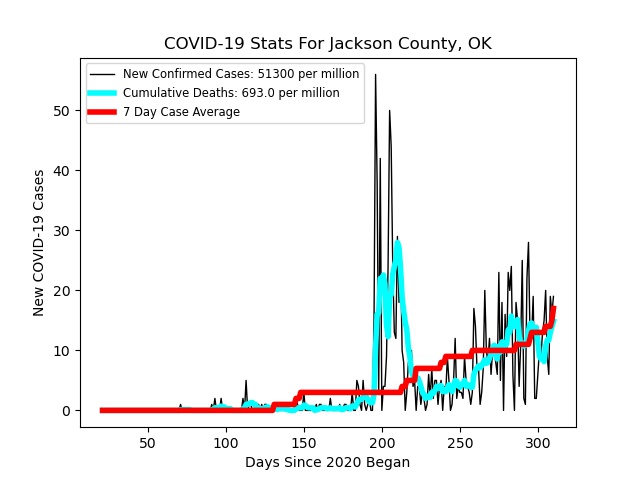 COVID-19 Stats For Jackson County, OK
New Confirmed Cases: 51300 per million
Cumulative Deaths: 693.0 per million
7 Day Case Average
New COVID-19 Cases
50
40
30
20
10
0
50 100 150 200 250 300
Days Since 2020 Began